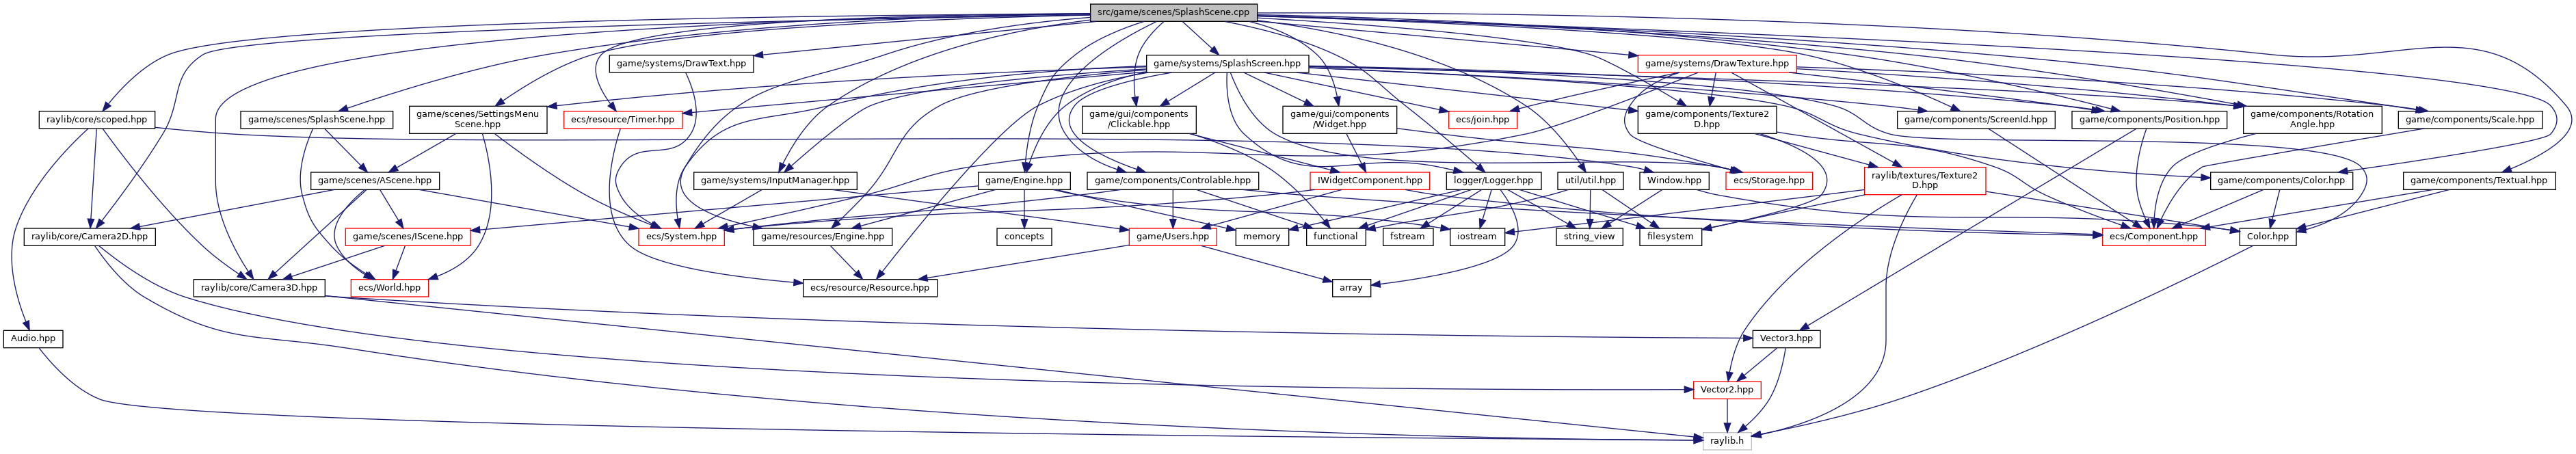 src/game/scenes/SplashScene.cpp
game/systems/DrawText.hpp
game/systems/SplashScreen.hpp
game/systems/DrawTexture.hpp
raylib/core/scoped.hpp
game/scenes/SplashScene.hpp
game/scenes/SettingsMenu
Scene.hpp
ecs/resource/Timer.hpp
game/gui/components
/Clickable.hpp
game/gui/components
/Widget.hpp
ecs/join.hpp
game/components/Texture2
D.hpp
game/components/ScreenId.hpp
game/components/Position.hpp
game/components/Rotation
Angle.hpp
game/components/Scale.hpp
game/scenes/AScene.hpp
game/systems/InputManager.hpp
game/Engine.hpp
game/components/Controlable.hpp
IWidgetComponent.hpp
logger/Logger.hpp
util/util.hpp
Window.hpp
ecs/Storage.hpp
raylib/textures/Texture2
D.hpp
game/components/Color.hpp
game/components/Textual.hpp
raylib/core/Camera2D.hpp
game/scenes/IScene.hpp
ecs/System.hpp
game/resources/Engine.hpp
concepts
game/Users.hpp
memory
functional
fstream
iostream
string_view
filesystem
ecs/Component.hpp
Color.hpp
raylib/core/Camera3D.hpp
ecs/World.hpp
ecs/resource/Resource.hpp
array
Audio.hpp
Vector3.hpp
Vector2.hpp
raylib.h